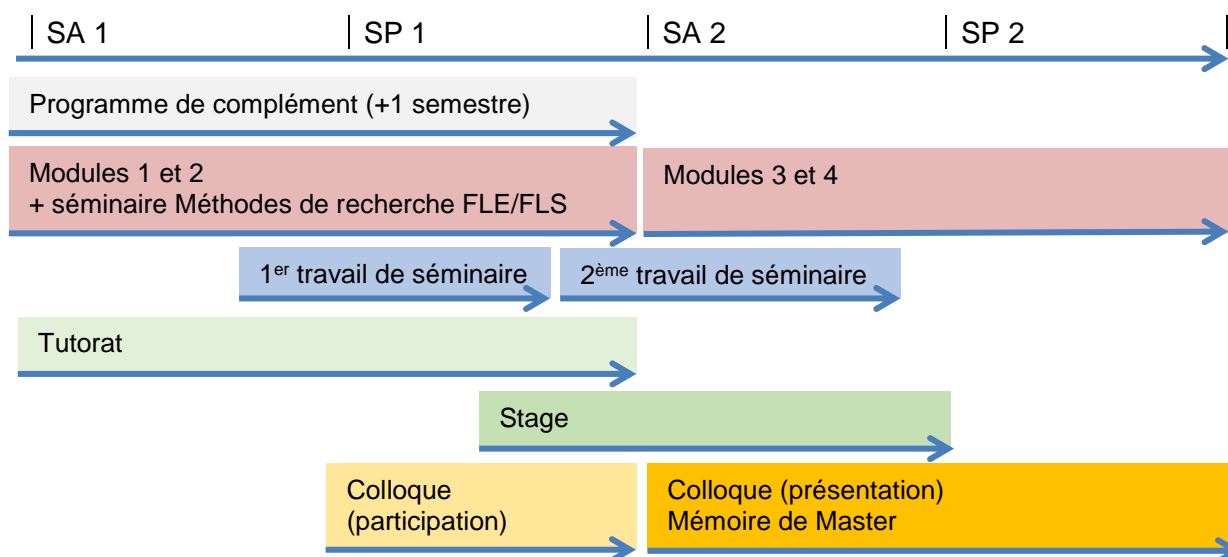 SA 1 SP 1 SA 2 SP 2
Programme de complément (+1 semestre)
Modules 1 et 2
+ séminaire Méthodes de recherche FLE/FLS
Modules 3 et 4
1er travail de séminaire
2ème travail de séminaire
Tutorat
Stage
Colloque
(participation)
Colloque (présentation)
Mémoire de Master